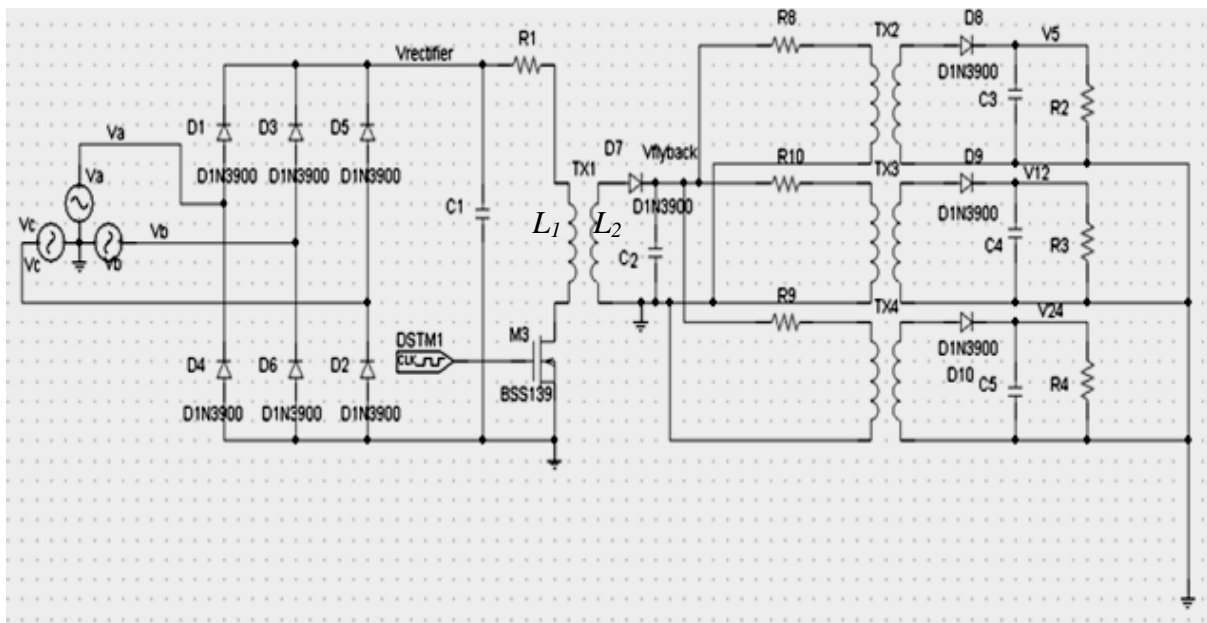 R8
TX2
D8
V5
R1
Vrectifier
D1N3900
C3
R2
D1
D3
D5
Va
D7
Vflyback
D9
R10
TX3
D1N3900 D1N3900 D1N3900
TX1
V12
Va
D1N3900
D1N3900
C1
L1
L2
Vc
Vb
C2
C4
R3
Vc
Vb
R9
TX4
V24
DSTM1
CLK
M3
D1N3900
D4
D6
D2
D10
C5
R4
BSS139
D1N3900 D1N3900 D1N3900